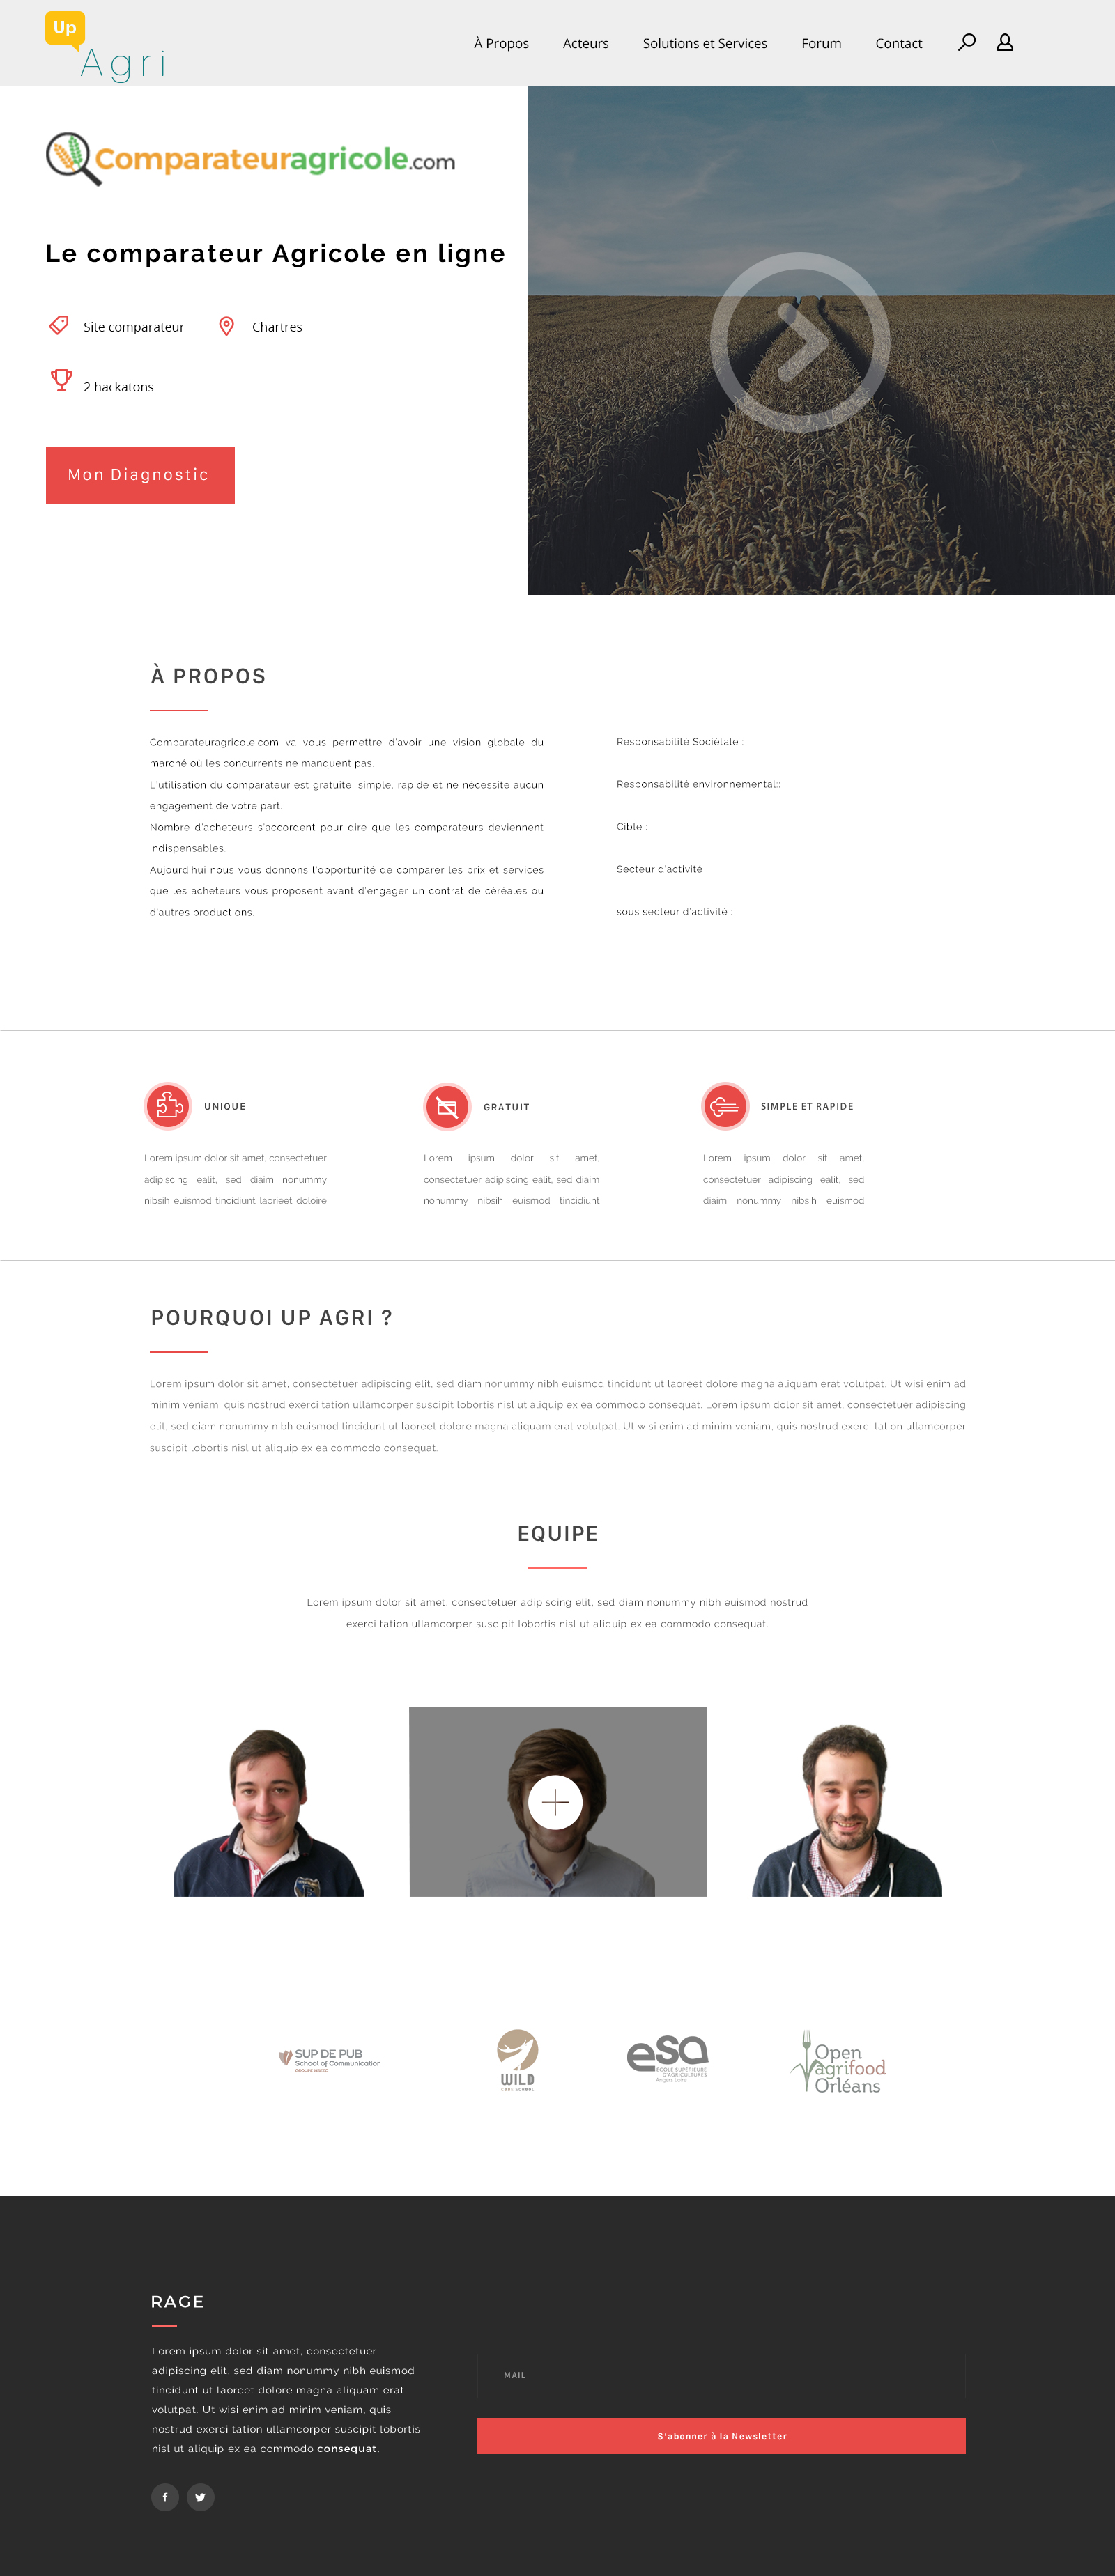 Up
Agri
À Propos Acteurs Solutions et Services Forum Contact
Comparateuragricole.com
Le comparateur Agricole en ligne
Site comparateur
Chartres
2 hackatons
Mon Diagnostic
À PROPOS
Comparateuragricole.com va vous permettre d'avoir une vision globale du
marché où les concurrents ne manquent pas.
L'utilisation du comparateur est gratuite, simple, rapide et ne nécessite aucun
engagement de votre part.
Nombre d'acheteurs s'accordent pour dire que les comparateurs deviennent
indispensables.
Aujourd'hui nous vous donnons l'opportunité de comparer les prix et services
que les acheteurs vous proposent avant d'engager un contrat de céréales ou
d'autres productions.
Responsabilité Sociétale :
Responsabilité environnemental::
Cible :
Secteur d'activité :
sous secteur d'activité :
UNIQUE
Lorem ipsum dolor sit amet, consectetuer
adipiscing ealit, sed diaim nonummy
nibsih euismod tincidiunt laorieet doloire
GRATUIT
Lorem ipsum dolor sit amet,
consectetuer adipiscing ealit, sed diaim
nonummy nibsih euismod tincidiunt
SIMPLE ET RAPIDE
Lorem ipsum dolor sit amet,
consectetuer adipiscing ealit, sed
diaim nonummy nibsih euismod
POURQUOI UP AGRI ?
Lorem ipsum dolor sit amet, consectetuer adipiscing elit, sed diam nonummy nibh euismod tincidunt ut laoreet dolore magna aliquam erat volutpat. Ut wisi enim ad
minim veniam, quis nostrud exerci tation ullamcorper suscipit lobortis nisl ut aliquip ex ea commodo consequat. Lorem ipsum dolor sit amet, consectetuer adipiscing
elit, sed diam nonummy nibh euismod tincidunt ut laoreet dolore magna aliquam erat volutpat. Ut wisi enim ad minim veniam, quis nostrud exerci tation ullamcorper
suscipit lobortis nisl ut aliquip ex ea commodo consequat.
EQUIPE
Lorem ipsum dolor sit amet, consectetuer adipiscing elit, sed diam nonummy nibh euismod nostrud
exerci tation ullamcorper suscipit lobortis nisl ut aliquip ex ea commodo consequat.
SUP DE PUB
School of Communication
WILD
CODE SCHOOL
esa
ECOLE SUPÉRIEURE
D'AGRICULTURES
Angers Loire
Open
agrifood
Orléans
RAGE
Lorem ipsum dolor sit amet, consectetuer
adipiscing elit, sed diam nonummy nibh euismod
tincidunt ut laoreet dolore magna aliquam erat
volutpat. Ut wisi enim ad minim veniam, quis
nostrud exerci tation ullamcorper suscipit lobortis
nisl ut aliquip ex ea commodo consequat.
MAIL
S'abonner à la Newsletter